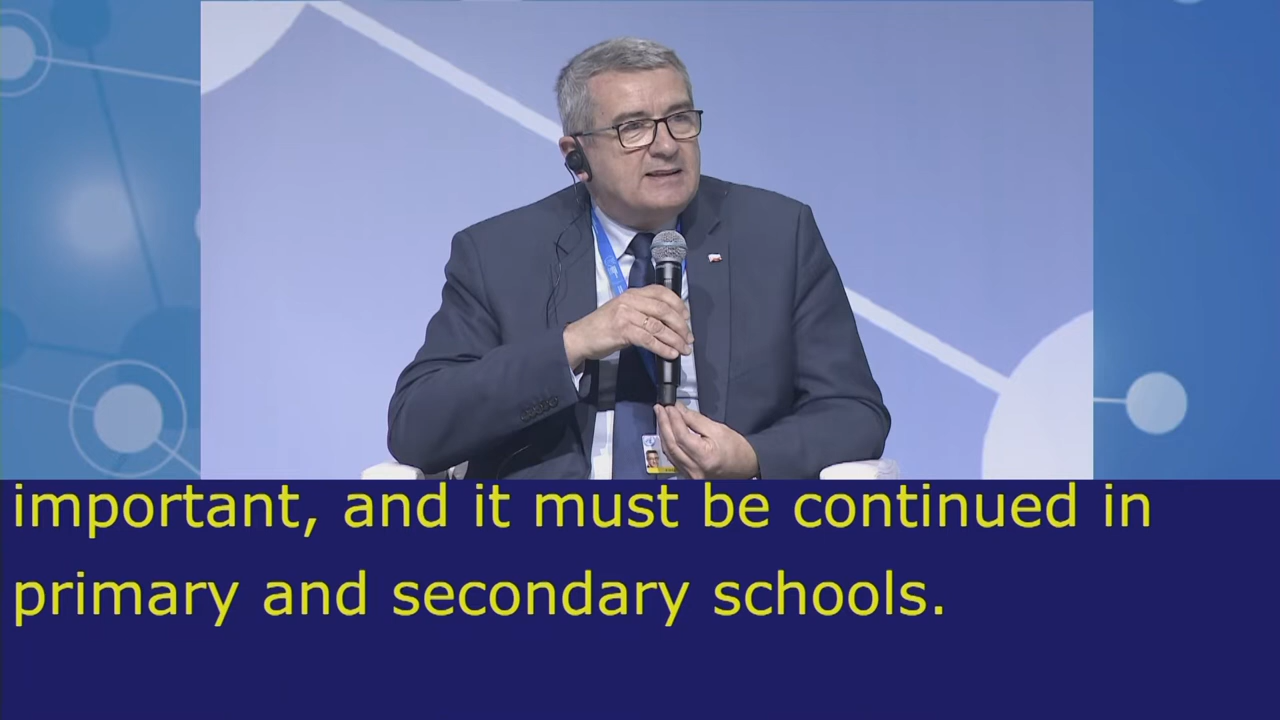 important, and it must be continued in
primary and secondary schools.